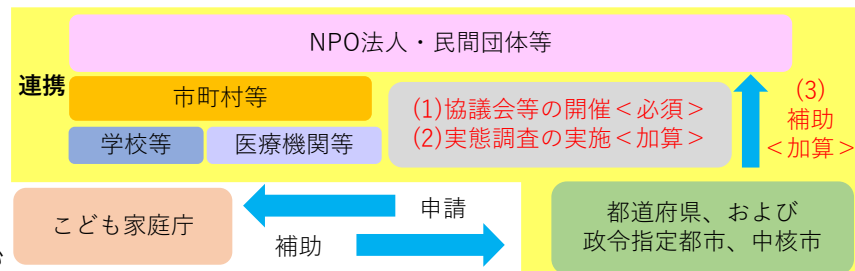 NPO法人・民間団体等
連携
市町村等
学校等
医療機関等
(1)協議会等の開催＜必須＞
(2)実態調査の実施＜加算＞
(3)
補助
＜加算＞
こども家庭庁
申請
補助
都道府県、および
政令指定都市、中核市